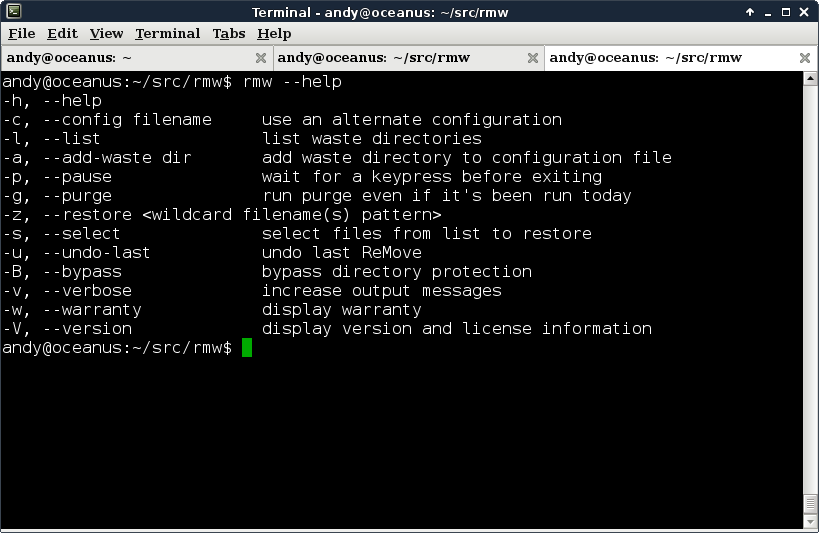 Terminal - andy@oceanus: ~/src/rmw
File Edit View Terminal Tabs Help
andy@oceanus: ~ andy@oceanus: ~/src/rmw andy@oceanus: ~/src/rmw
andy@oceanus:~/src/rmw$ rmw --help
-h, --help
-c, --config filename     use an alternate configuration
-l, --list                list waste directories
-a, --add-waste dir       add waste directory to configuration file
-p, --pause               wait for a keypress before exiting
-g, --purge               run purge even if it's been run today
-z, --restore <wildcard filename(s) pattern>
-s, --select              select files from list to restore
-u, --undo-last           undo last ReMove
-B, --bypass              bypass directory protection
-v, --verbose             increase output messages
-w, --warranty            display warranty
-V, --version             display version and license information
andy@oceanus:~/src/rmw$